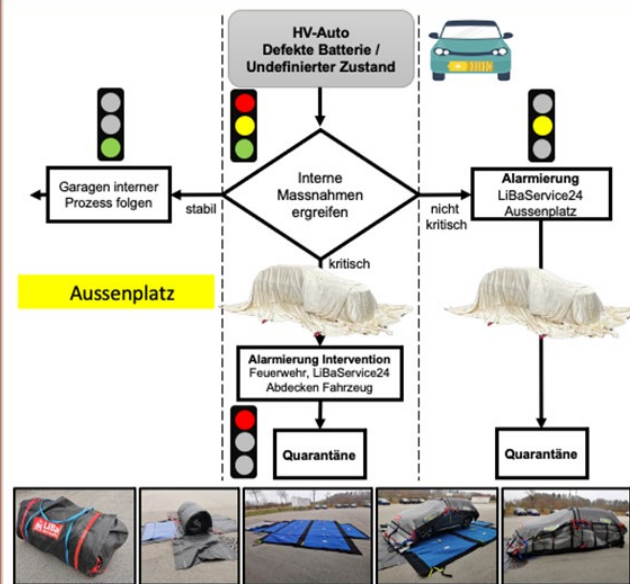 HV-Auto
Defekte Batterie /
Undefinierter Zustand
Garagen interner
Prozess folgen
stabil
Interne
Massnahmen
ergreifen
nicht
kritisch
Alarmierung
LiBaService24
Aussenplatz
kritisch
Aussenplatz
Alarmierung Intervention
Feuerwehr, LiBaService24
Abdecken Fahrzeug
Quarantäne
Quarantäne
LiBa